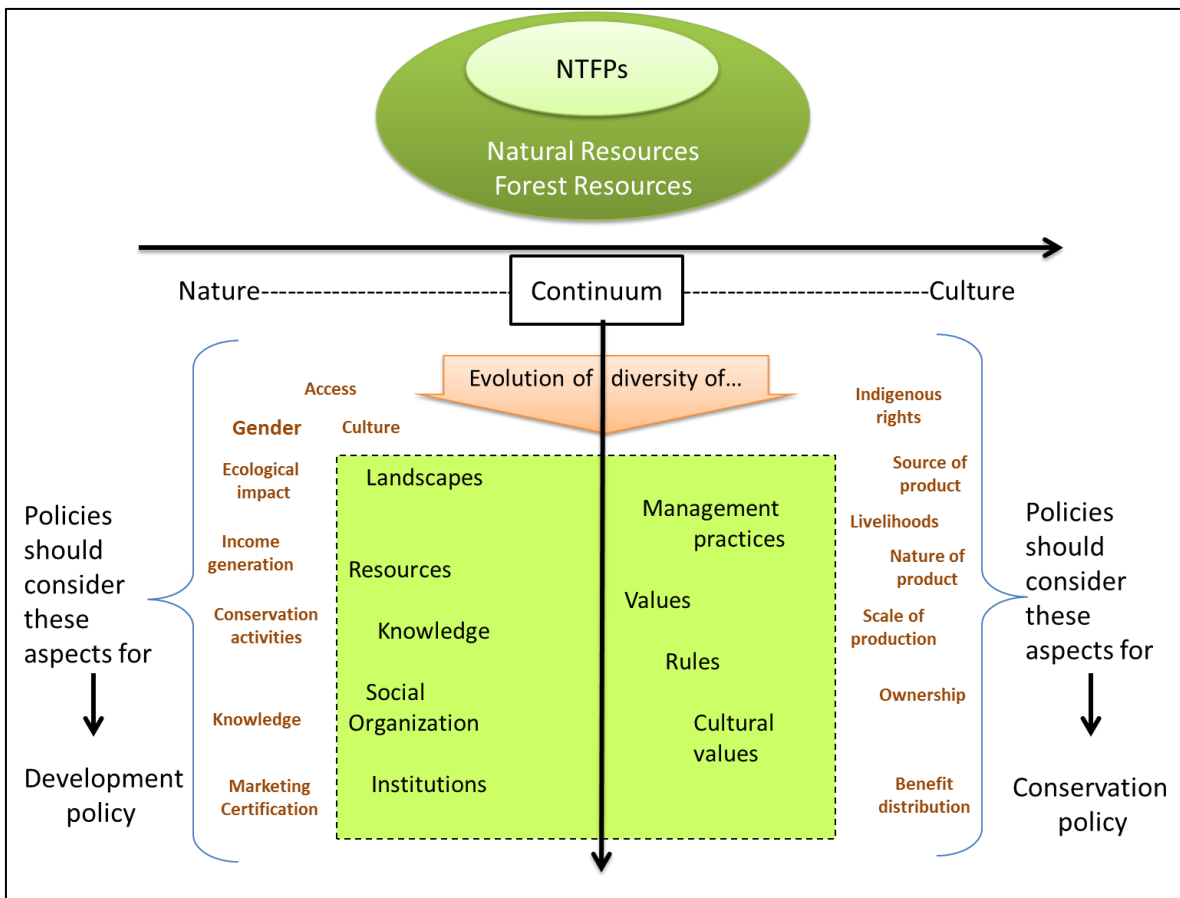 NTFPs
Natural Resources
Forest Resources
Nature
Continuum
Culture
Evolution of diversity of...
Access
Gender
Culture
Ecological
impact
Income
generation
Conservation
activities
Knowledge
Marketing
Certification
Policies
should
consider
these
aspects for
Development
policy
Landscapes
Resources
Knowledge
Social
Organization
Institutions
Management
practices
Values
Rules
Cultural
values
Indigenous
rights
Source of
product
Livelihoods
Nature of
product
Scale of
production
Ownership
Benefit
distribution
Policies
should
consider
these
aspects for
Conservation
policy